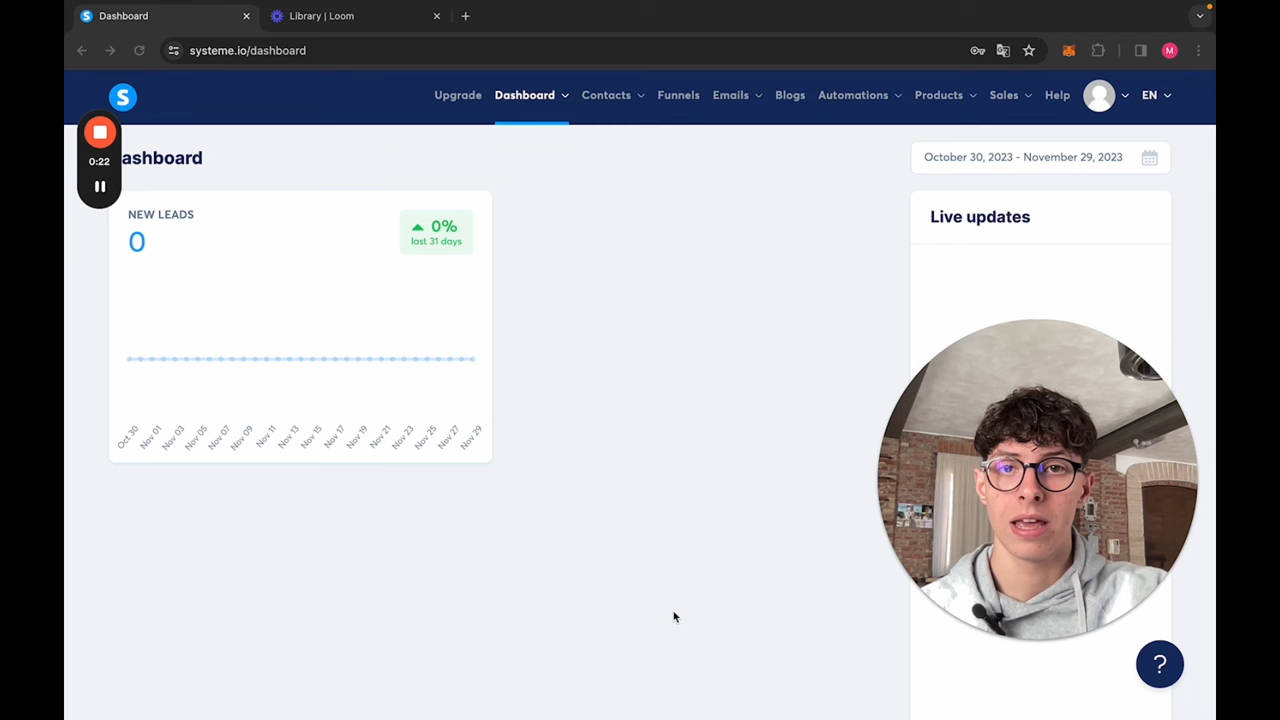 Dashboard
Library | Loom
systeme.io/dashboard
M
S
Upgrade Dashboard Contacts Funnels Emails Blogs Automations Products Sales Help EN
0:22
ashboard
October 30, 2023 - November 29, 2023
NEW LEADS
0
0%
last 31 days
Live updates
Oct 30 Nov 01 Nov 03 Nov 05 Nov 07 Nov 09 Nov 11 Nov 13 Nov 15 Nov 17 Nov 19 Nov 21 Nov 23 Nov 25 Nov 27 Nov 29
?